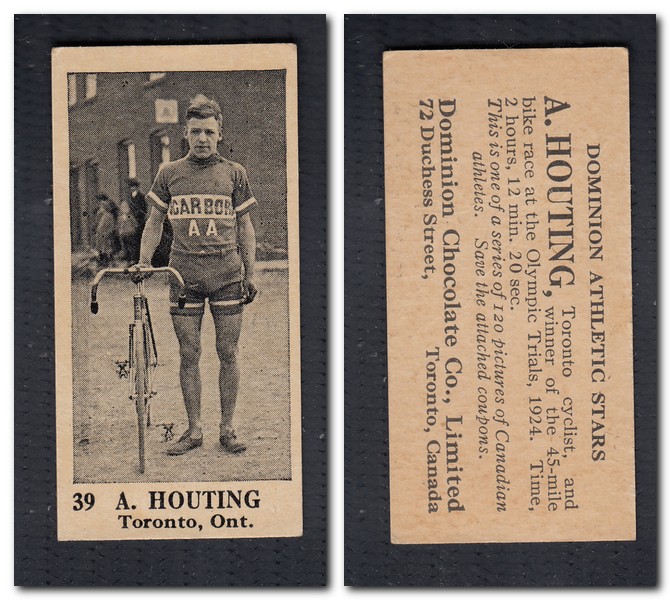 A
SCARBORO
A A
39 A. HOUTING
Toronto, Ont.
DOMINION ATHLETIC STARS
A. HOUTING, Toronto cyclist, and
winner of the 45-mile
bike race at the Olympic Trials, 1924. Time,
2 hours, 12 min. 20 sec.
This is one of a series of 120 pictures of Canadian
athletes. Save the attached coupons.
Dominion Chocolate Co., Limited
72 Duchess Street, Toronto, Canada